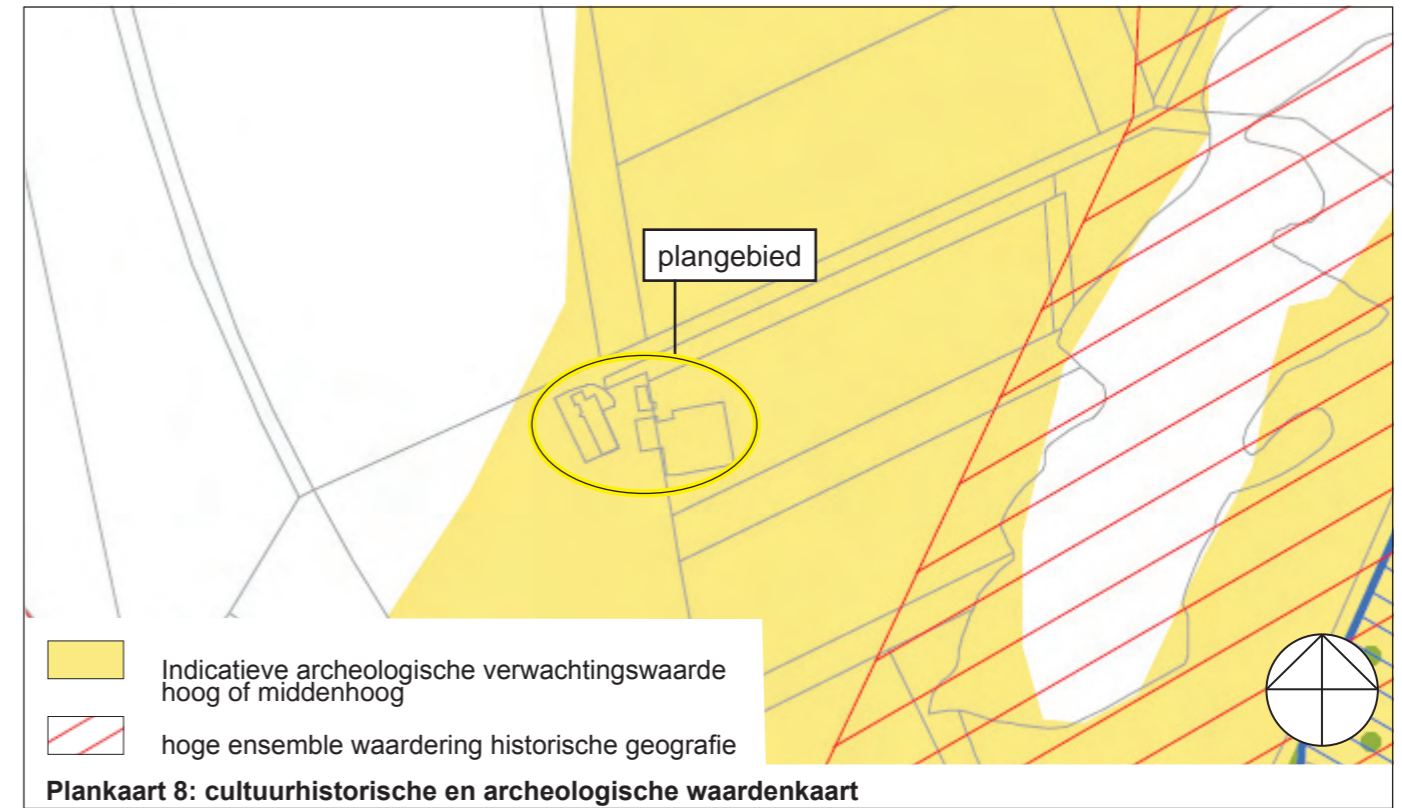 plangebied
Indicatieve archeologische verwachtingswaarde
hoog of middenhoog
hoge ensemble waardering historische geografie
Plankaart 8: cultuurhistorische en archeologische waardenkaart